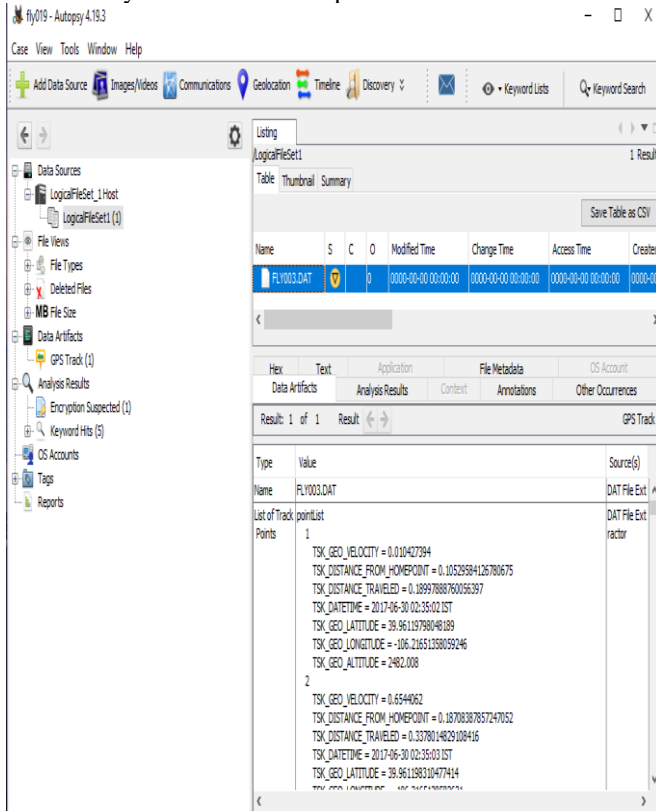 fly019 - Autopsy 4.19.3
Case View Tools Window Help
Add Data Source Images/Videos Communications Geolocation Timeline Discovery Keyword Lists Keyword Search
Listing
/LogicalFileSet1 1 Result
Table Thumbnail Summary
Save Table as CSV
Name S C O Modified Time Change Time Access Time Create
FLY003.DAT 0 0000-00-00 00:00:00 0000-00-00 00:00:00 0000-00-00 00:00:00 0000-00
Data Sources
LogicalFileSet_1 Host
LogicalFileSet1 (1)
File Views
File Types
Deleted Files
MB File Size
Data Artifacts
GPS Track (1)
Analysis Results
Encryption Suspected (1)
Keyword Hits (5)
OS Accounts
Tags
Reports
Hex Text Application File Metadata OS Account
Data Artifacts Analysis Results Context Annotations Other Occurrences
Result: 1 of 1 Result GPS Track
Type Value Source(s)
Name FLY003.DAT DAT File Ext
List of Track pointList DAT File Ext
Points 1 ractor
TSK_GEO_VELOCITY = 0.010427394
TSK_DISTANCE_FROM_HOMEPOINT = 0.10529584126780675
TSK_DISTANCE_TRAVELED = 0.18997888760056397
TSK_DATETIME = 2017-06-30 02:35:02 IST
TSK_GEO_LATITUDE = 39.96119798048189
TSK_GEO_LONGITUDE = -106.21651358059246
TSK_GEO_ALTITUDE = 2482.008
2
TSK_GEO_VELOCITY = 0.6544062
TSK_DISTANCE_FROM_HOMEPOINT = 0.18708387857247052
TSK_DISTANCE_TRAVELED = 0.3378014829108416
TSK_DATETIME = 2017-06-30 02:35:03 IST
TSK_GEO_LATITUDE = 39.961198310477414